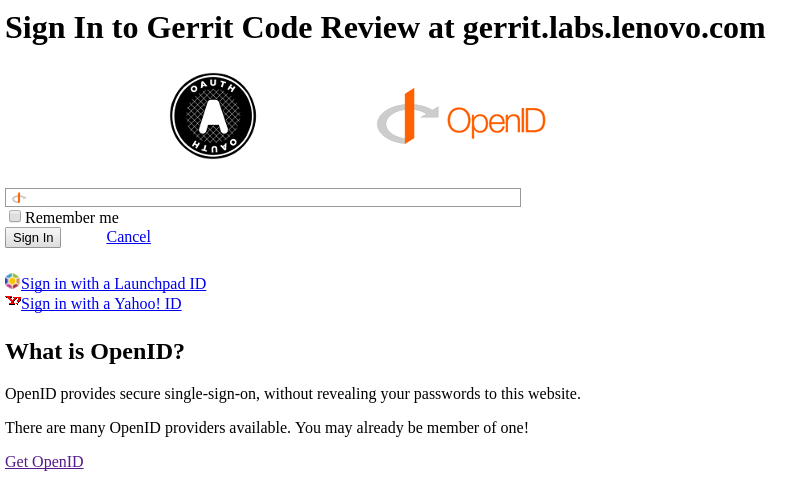 Sign In to Gerrit Code Review at gerrit.labs.lenovo.com
OAUTH
A
OAUTH
OpenID
Remember me
Sign In Cancel
Sign in with a Launchpad ID
Y! Sign in with a Yahoo! ID
What is OpenID?
OpenID provides secure single-sign-on, without revealing your passwords to this website.
There are many OpenID providers available. You may already be member of one!
Get OpenID